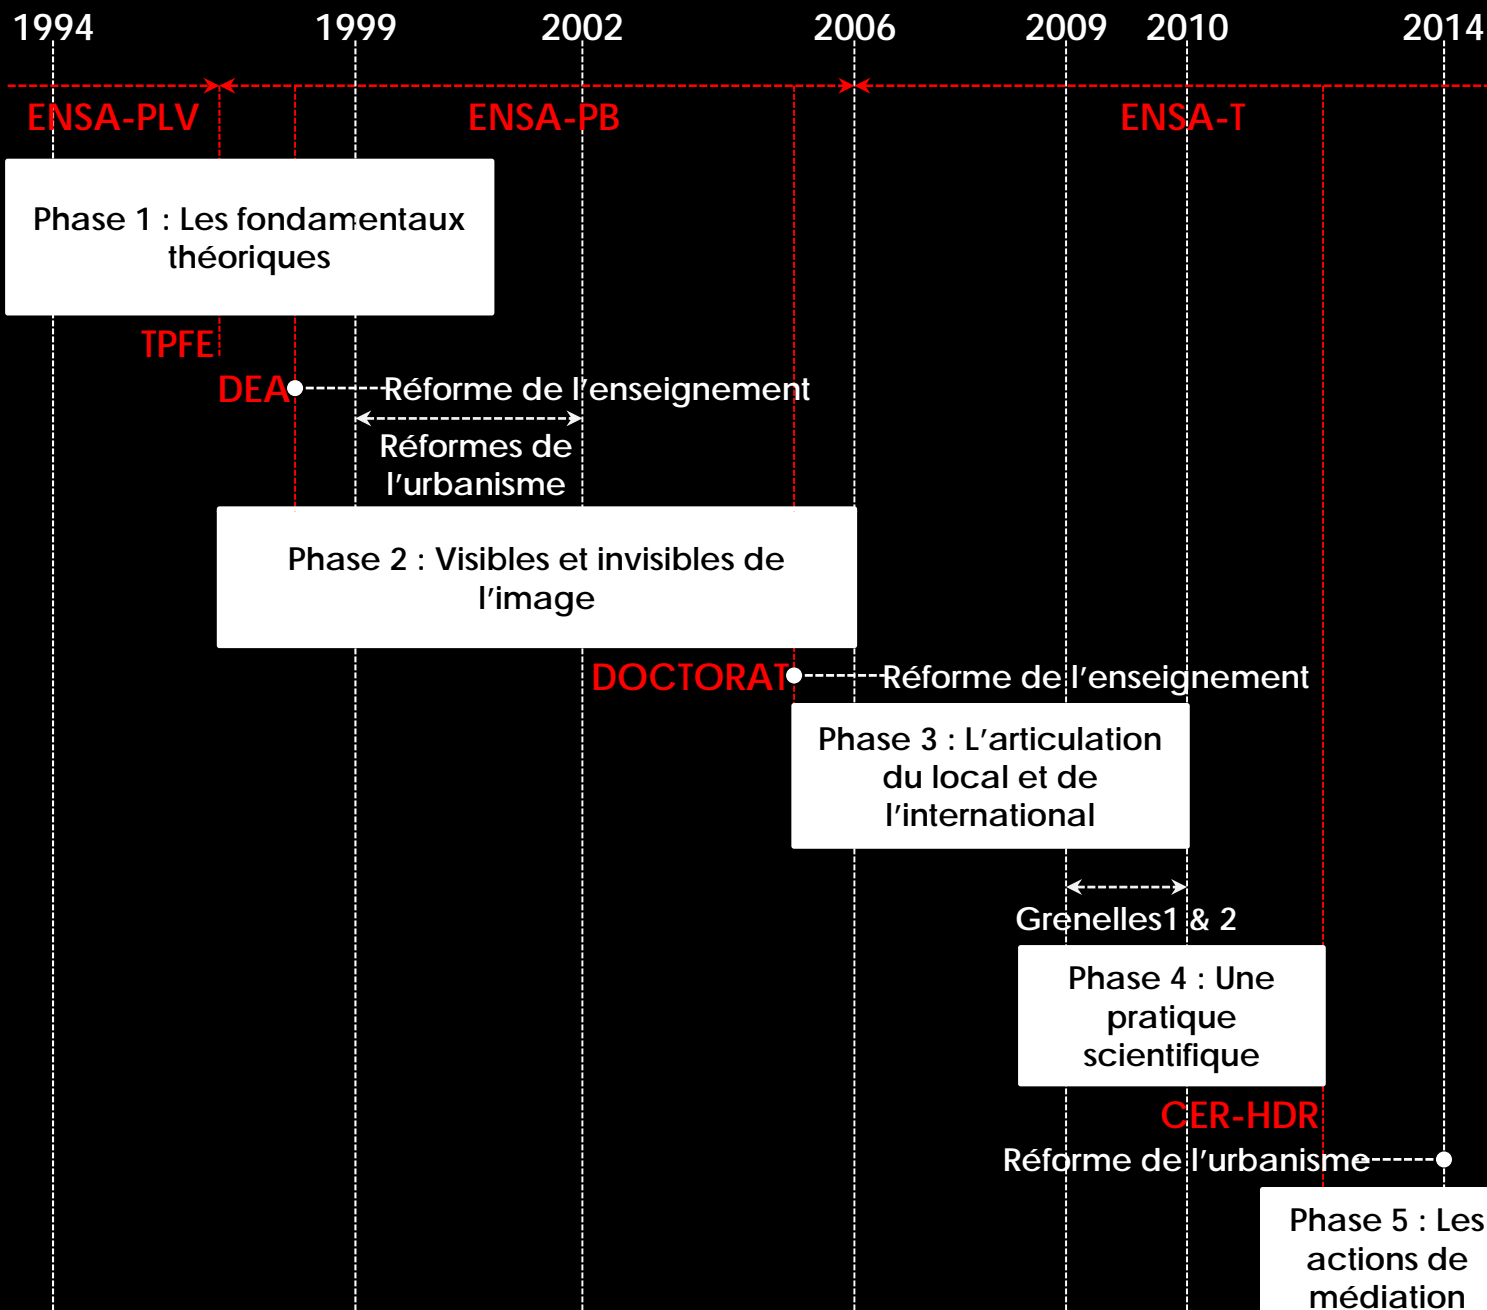 1994 1999 2002 2006 2009 2010 2014
ENSA-PLV ENSA-PB ENSA-T
Phase 1 : Les fondamentaux
théoriques
TPFE
DEA Réforme de l'enseignement
Réformes de
l'urbanisme
Phase 2 : Visibles et invisibles de
l'image
DOCTORAT Réforme de l'enseignement
Phase 3 : L'articulation
du local et de
l'international
Grenelles1 & 2
Phase 4 : Une
pratique
scientifique
CER-HDR
Réforme de l'urbanisme
Phase 5 : Les
actions de
médiation